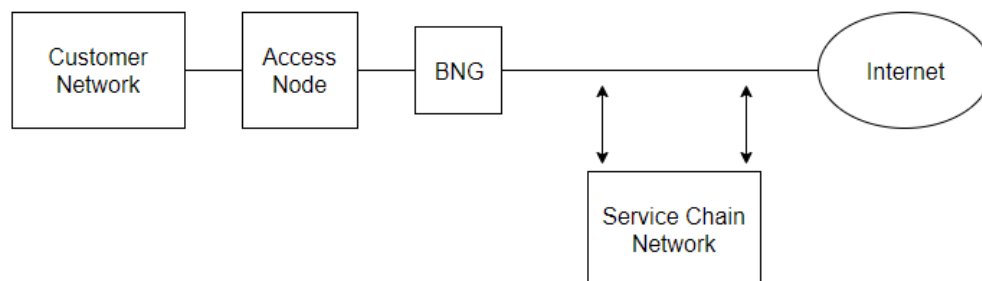 Customer
Network
Access
Node
BNG
Internet
Service Chain
Network